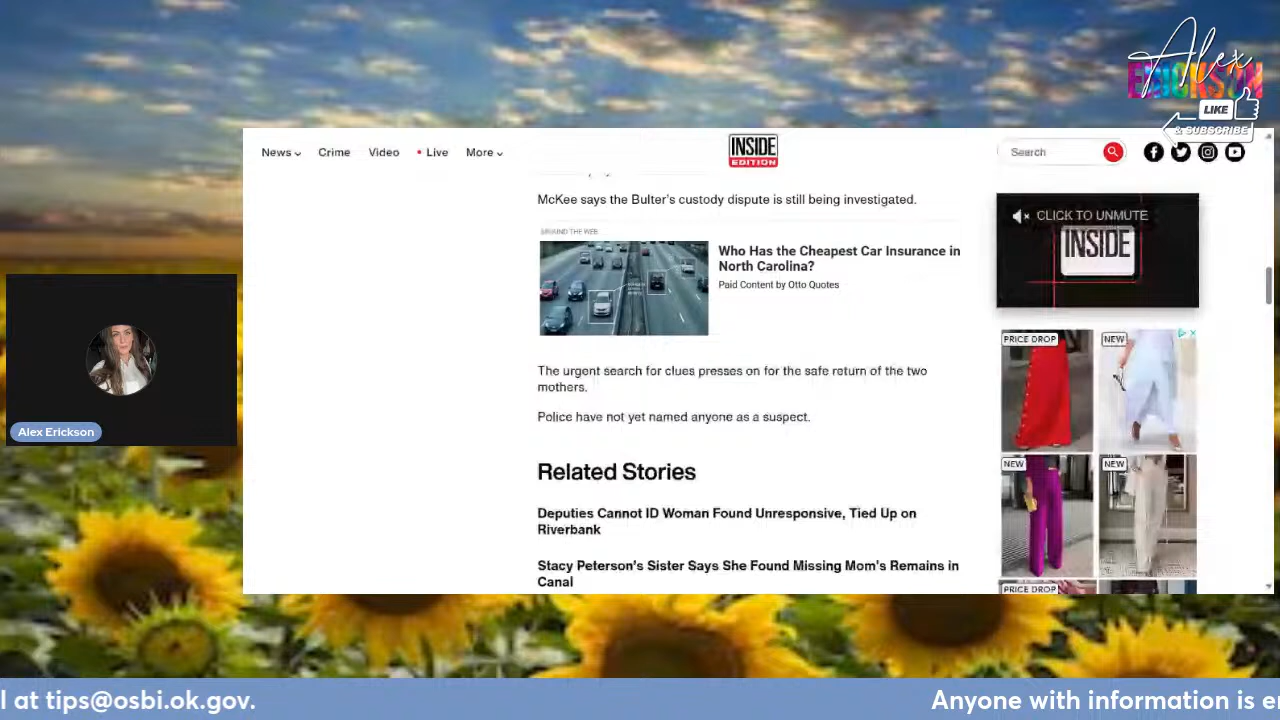 Alex
ERICKSON
LIKE
& SUBSCRIBE
News
Crime
Video
Live
More
INSIDE
EDITION
Search
McKee says the Bulter's custody dispute is still being investigated.
AROUND THE WEB
Who Has the Cheapest Car Insurance in
North Carolina?
Paid Content by Otto Quotes
CLICK TO UNMUTE
INSIDE
The urgent search for clues presses on for the safe return of the two
mothers.
Police have not yet named anyone as a suspect.
PRICE DROP
NEW
NEW
NEW
PRICE DROP
Related Stories
Deputies Cannot ID Woman Found Unresponsive, Tied Up on
Riverbank
Stacy Peterson's Sister Says She Found Missing Mom's Remains in
Canal
Alex Erickson
l at tips@osbi.ok.gov.
Anyone with information is e